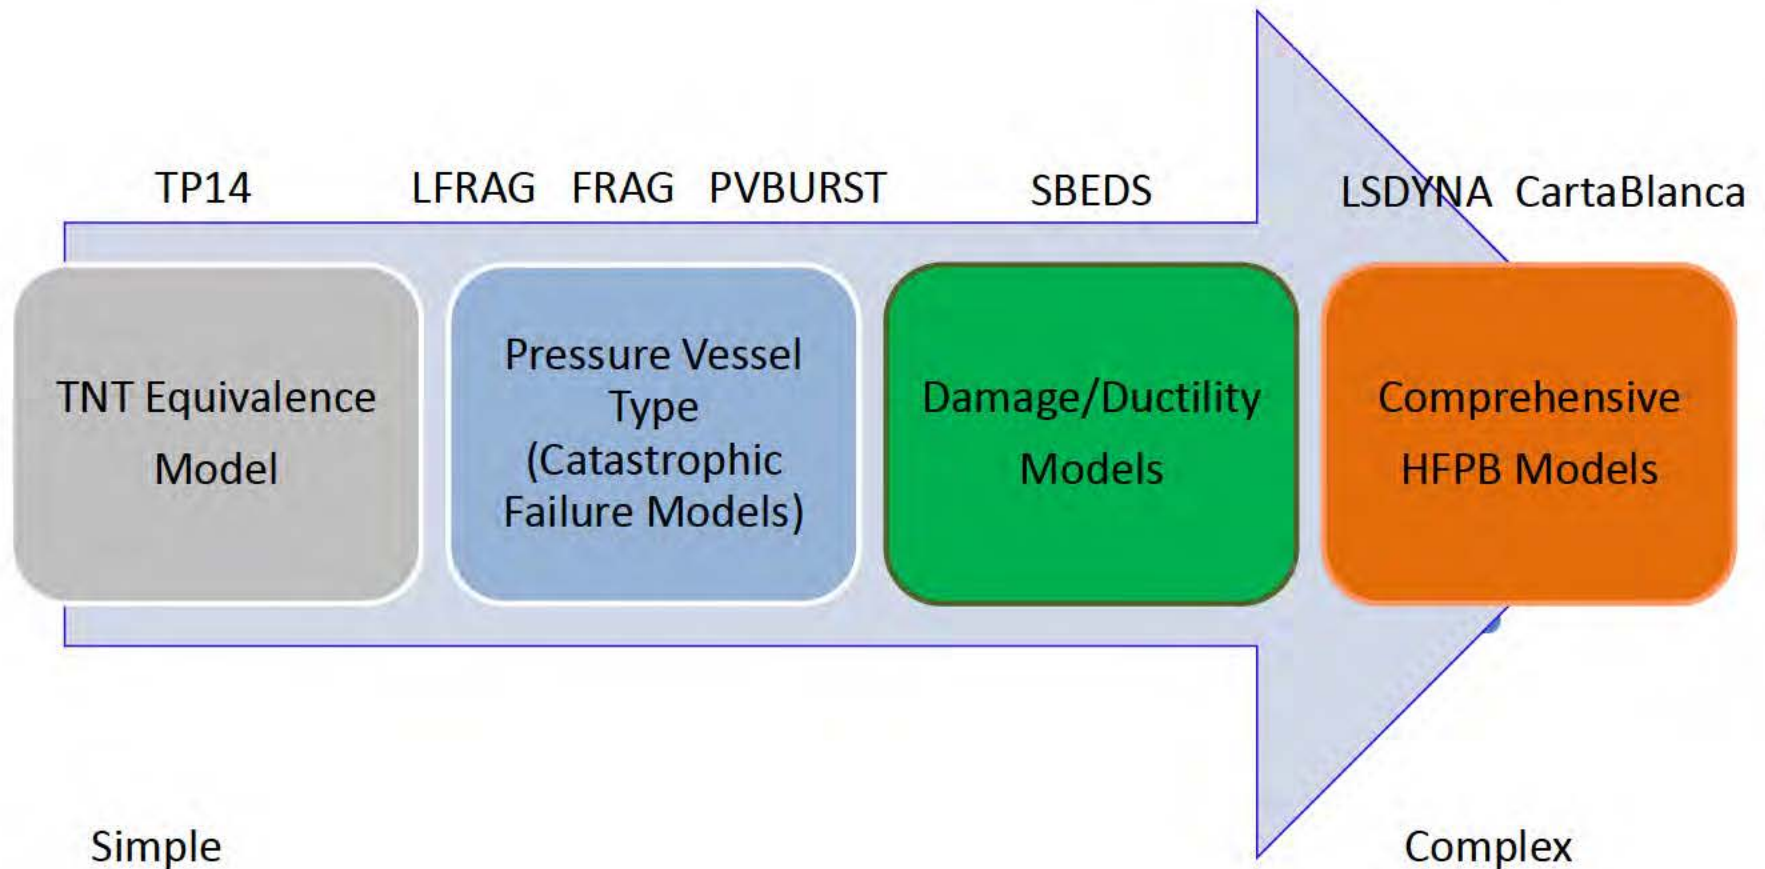 TP14 LFRAG FRAG PVBURST SBEDS LSDYNA CartaBlanca
TNT Equivalence
Model
Pressure Vessel
Type
(Catastrophic
Failure Models)
Damage/Ductility
Models
Comprehensive
HFPB Models
Simple
Complex